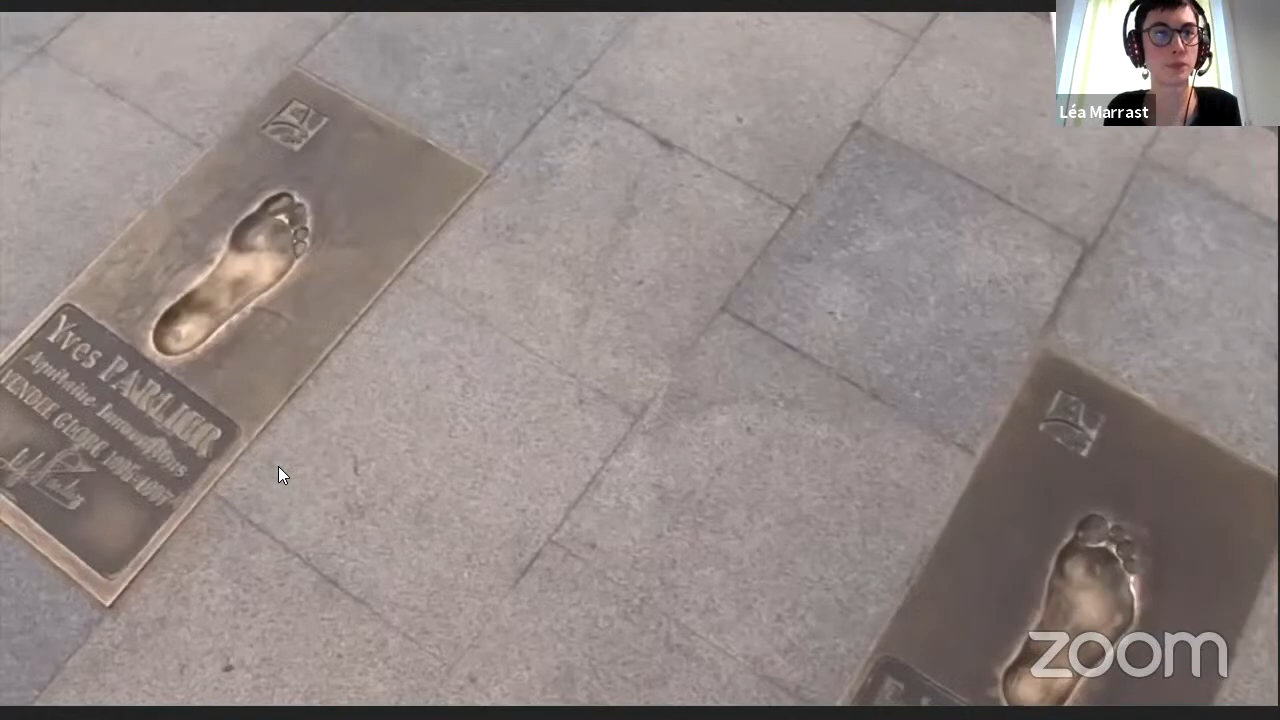 Léa Marrast
Yves PARLIER
Aquitaine Innovations
VENDEE GLOBE 1996-1997
zoom